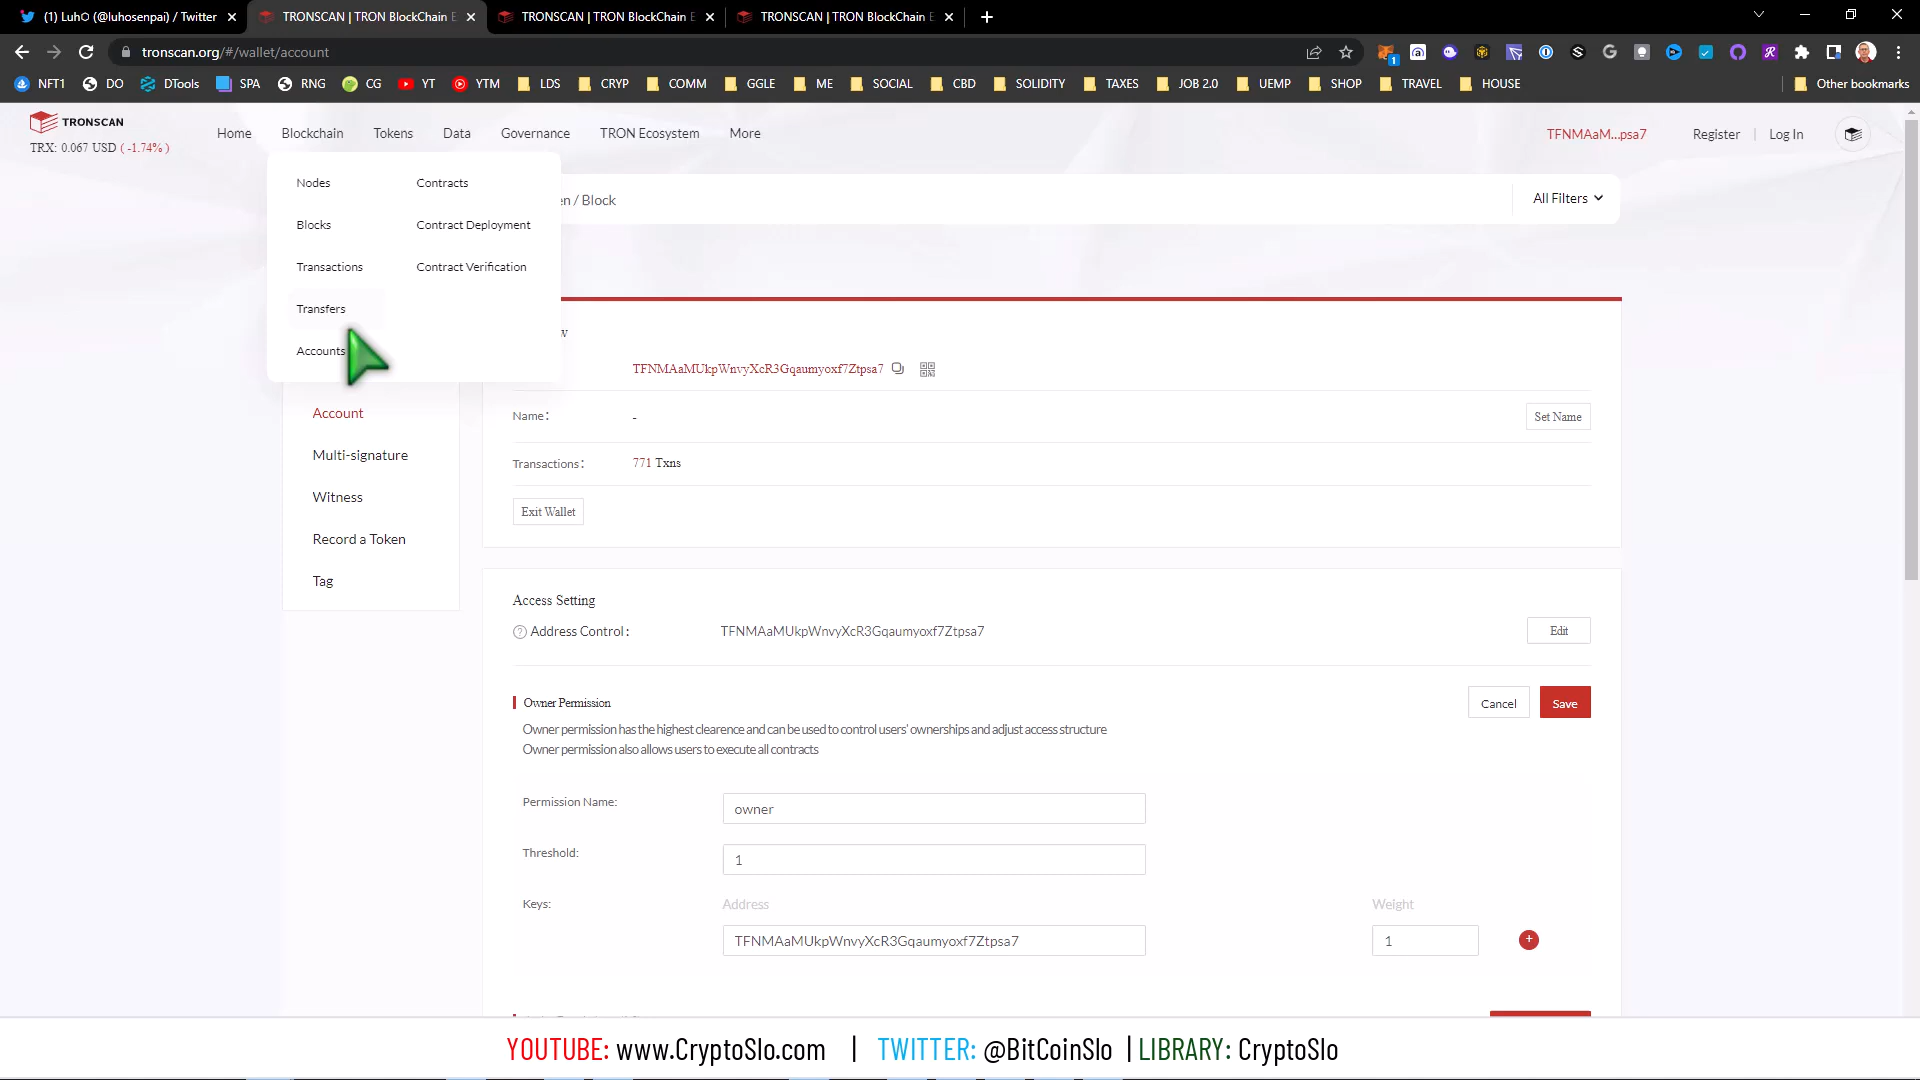 (1) Luh⬡ (@luhosenpai) / Twitter
TRONSCAN | TRON BlockChain E
TRONSCAN | TRON BlockChain E
TRONSCAN | TRON BlockChain E
tronscan.org/#/wallet/account
1
NFT1 DO DTools SPA RNG CG YT YTM LDS CRYP COMM GGLE ME SOCIAL CBD SOLIDITY TAXES JOB 2.0 UEMP SHOP TRAVEL HOUSE Other bookmarks
TRONSCAN
TRX: 0.067 USD ( -1.74% )
Home Blockchain Tokens Data Governance TRON Ecosystem More
TFNMAaM...psa7 Register | Log In
Nodes Contracts
Blocks Contract Deployment
Transactions Contract Verification
Transfers
Accounts
en / Block
All Filters
w
TFNMAaMUkpWnvyXcR3Gqaumyoxf7Ztpsa7
Name: -
Set Name
Transactions: 771 Txns
Exit Wallet
Account
Multi-signature
Witness
Record a Token
Tag
Access Setting
? Address Control: TFNMAaMUkpWnvyXcR3Gqaumyoxf7Ztpsa7
Edit
Owner Permission
Cancel Save
Owner permission has the highest clearence and can be used to control users' ownerships and adjust access structure
Owner permission also allows users to execute all contracts
Permission Name: owner
Threshold: 1
Keys: Address Weight
TFNMAaMUkpWnvyXcR3Gqaumyoxf7Ztpsa7 1
YOUTUBE: www.CryptoSlo.com | TWITTER: @BitCoinSlo | LIBRARY: CryptoSlo